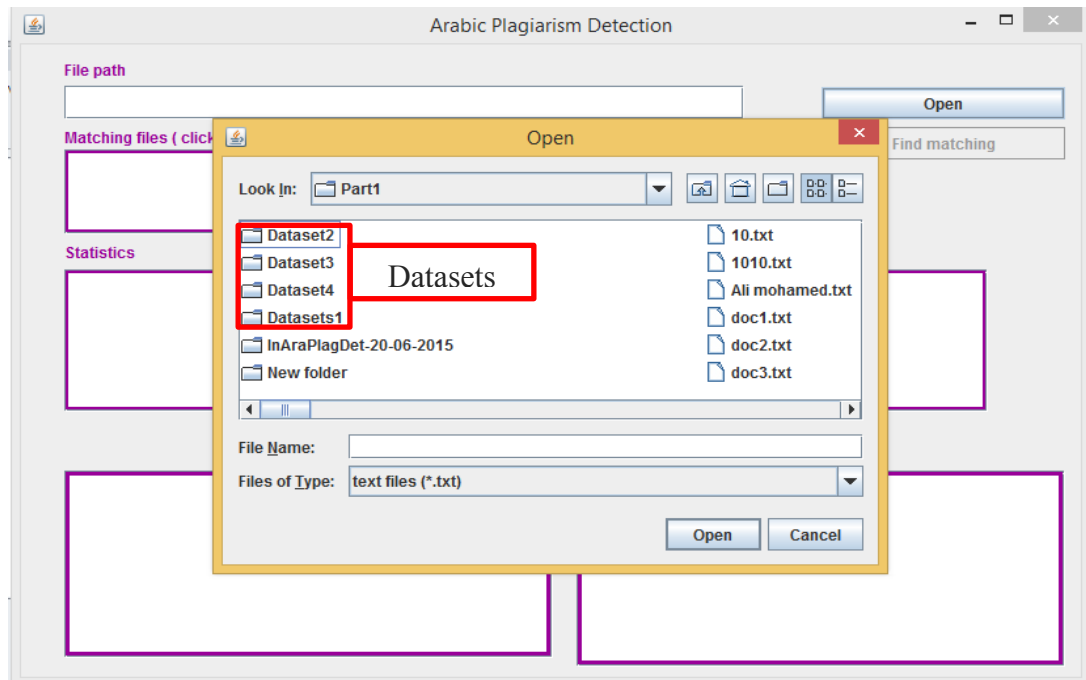 Arabic Plagiarism Detection
File path
Open
Matching files ( click
Find matching
Open
Look In: Part1
Dataset2
Dataset3
Dataset4
Datasets1
InAraPlagDet-20-06-2015
New folder
Datasets
10.txt
1010.txt
Ali mohamed.txt
doc1.txt
doc2.txt
doc3.txt
Statistics
File Name:
Files of Type: text files (*.txt)
Open Cancel